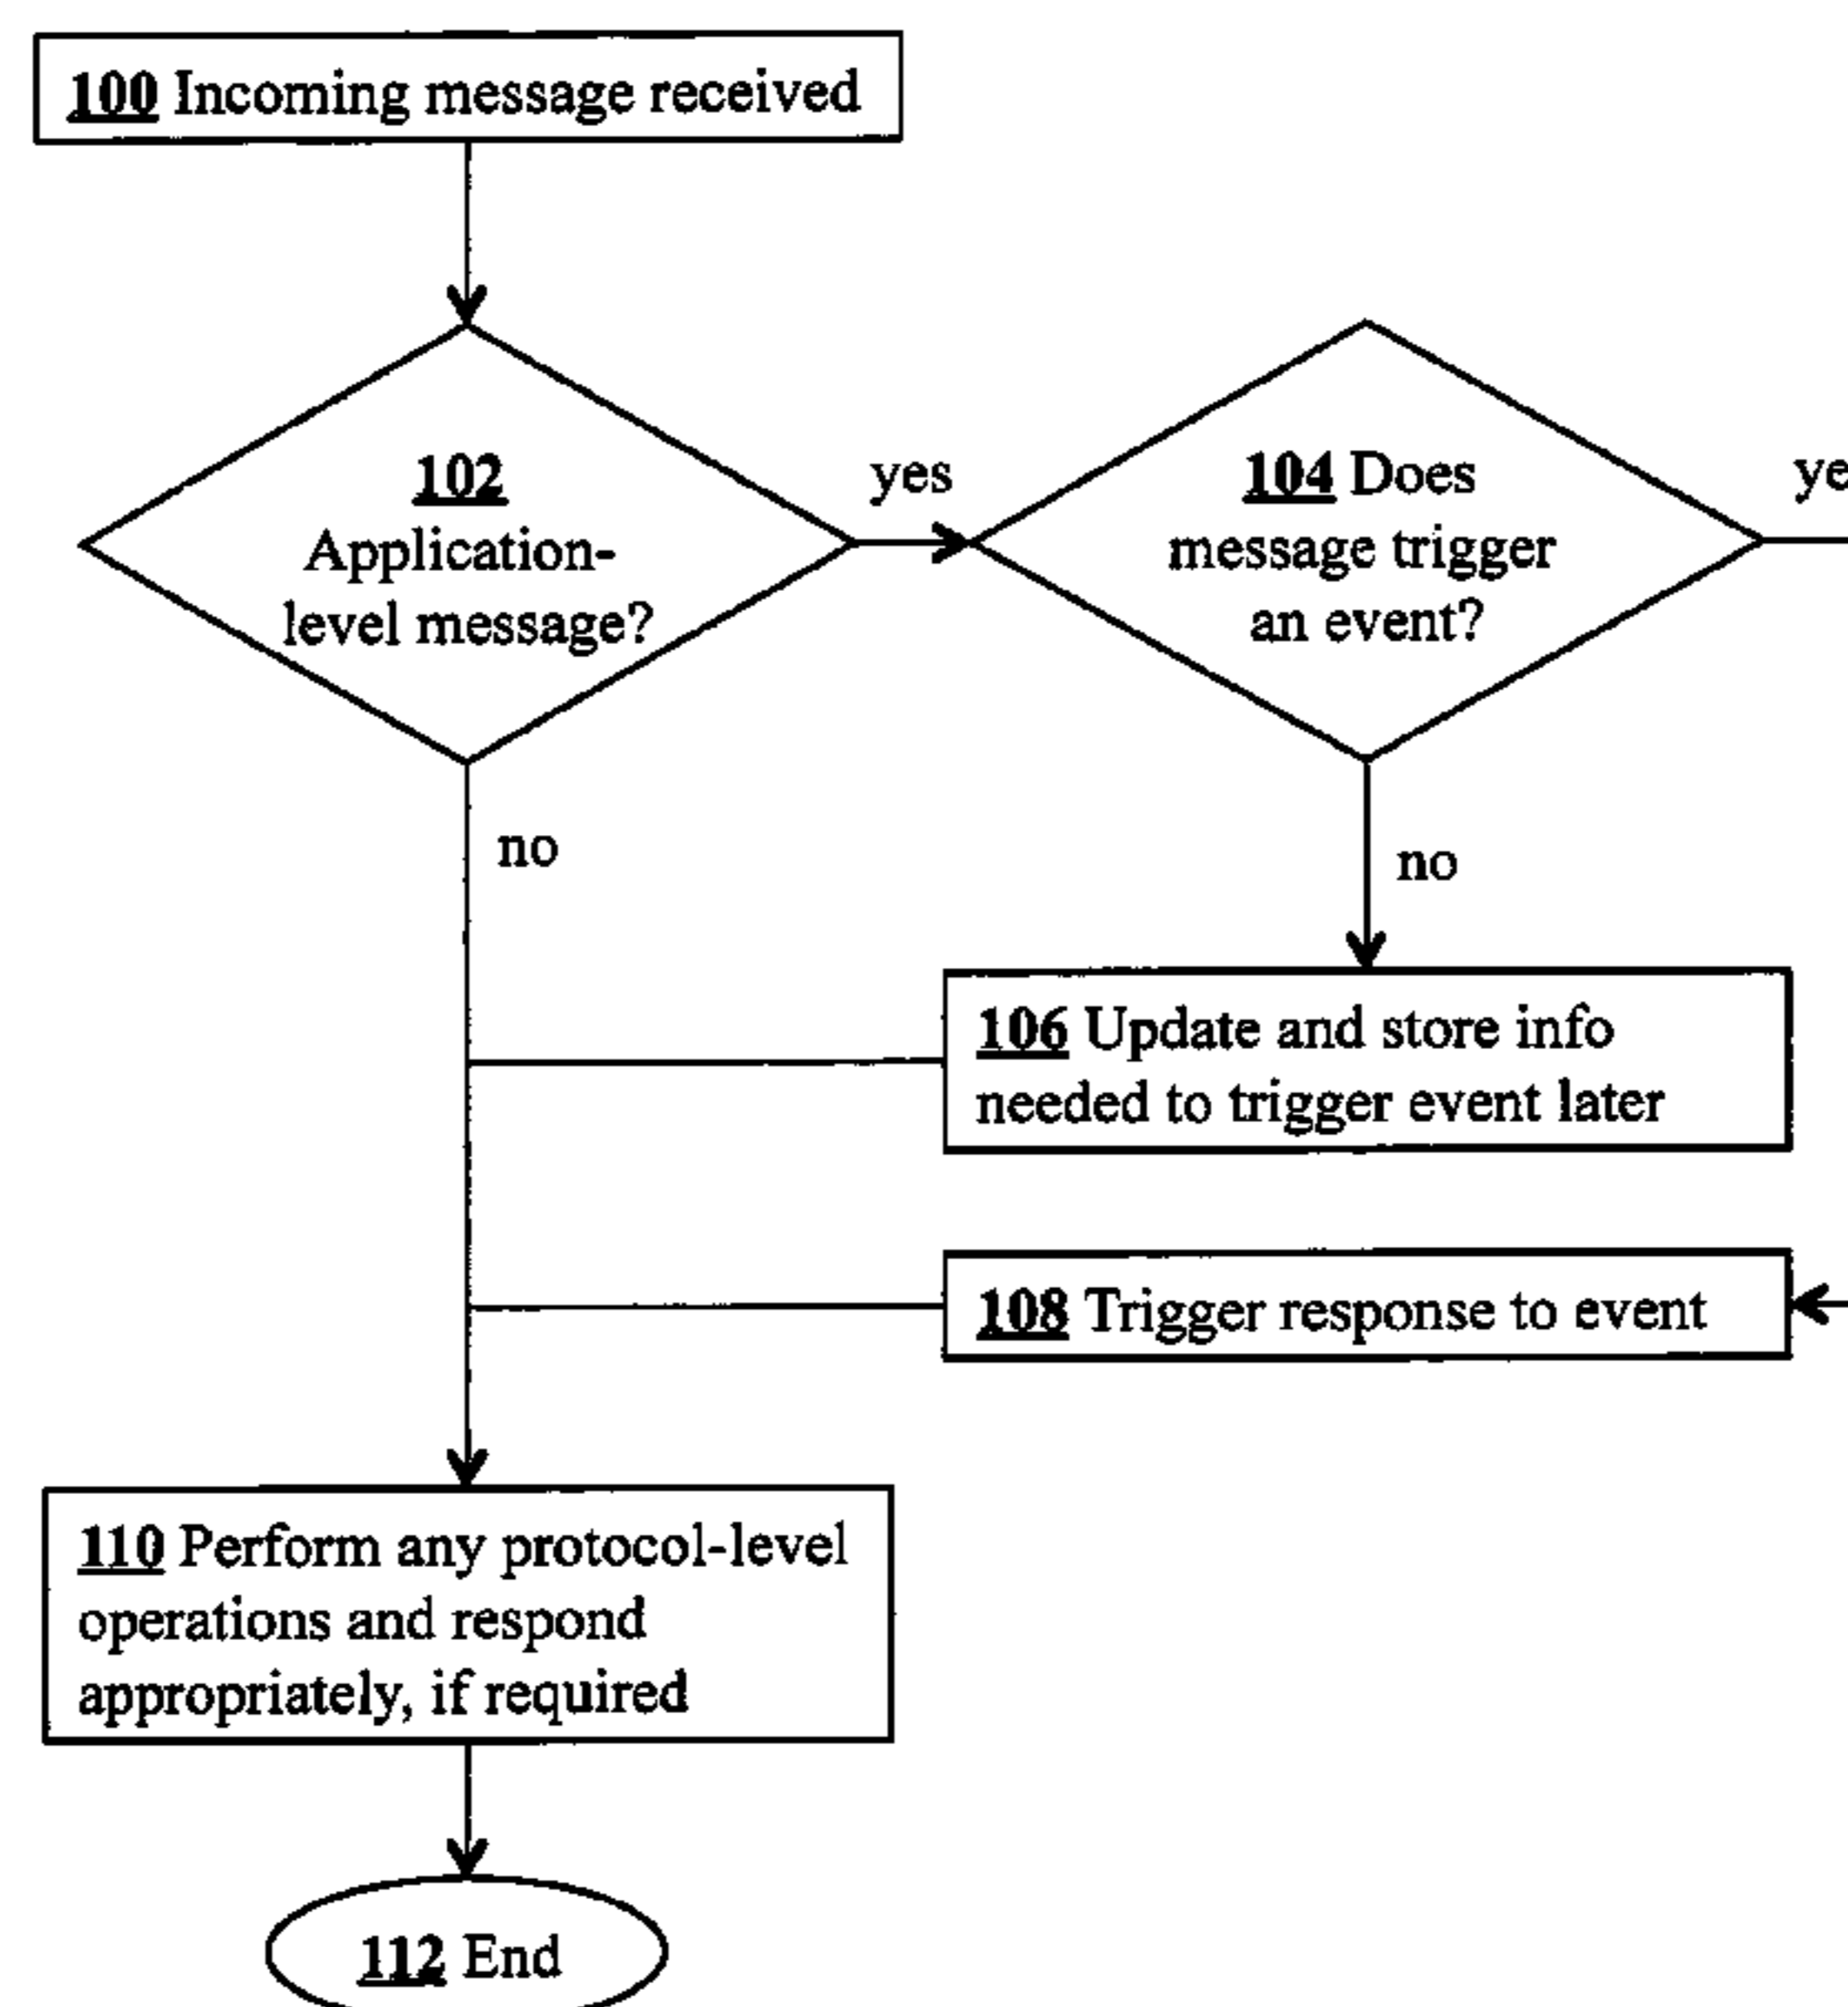 100 Incoming message received
102
Application-
level message?
yes
104 Does
message trigger
an event?
ye
no
no
106 Update and store info
needed to trigger event later
108 Trigger response to event
110 Perform any protocol-level
operations and respond
appropriately, if required
112 End